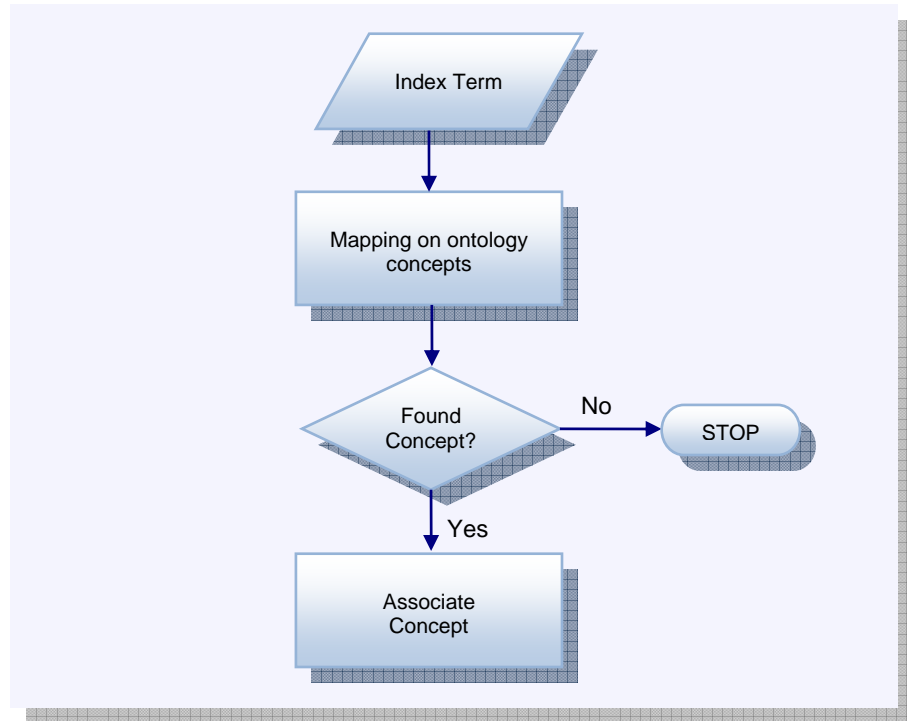 Index Term
Mapping on ontology
concepts
Found
Concept?
No
STOP
Yes
Associate
Concept